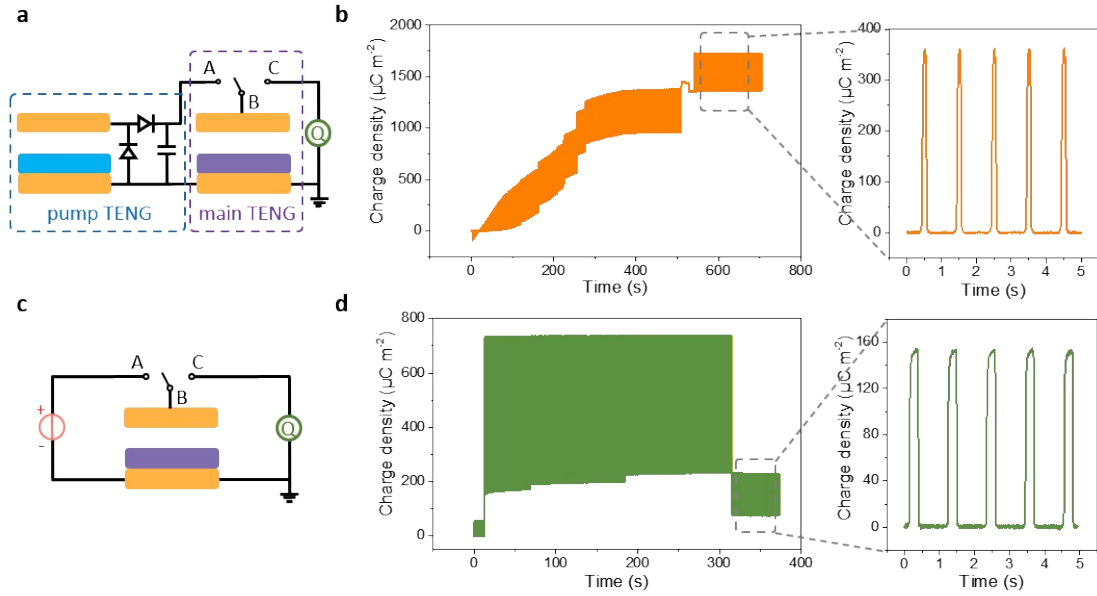 a
A
C
B
Q
pump TENG
main TENG
b
Charge density (µC m⁻²)
2000
1500
1000
500
0
0 200 400 600 800
Time (s)
Charge density (µC m⁻²)
400
300
200
100
0
0 1 2 3 4 5
Time (s)
c
A
C
B
+
-
Q
d
Charge density (µC m⁻²)
800
600
400
200
0
0 100 200 300 400
Time (s)
Charge density (µC m⁻²)
160
120
80
40
0
0 1 2 3 4 5
Time (s)